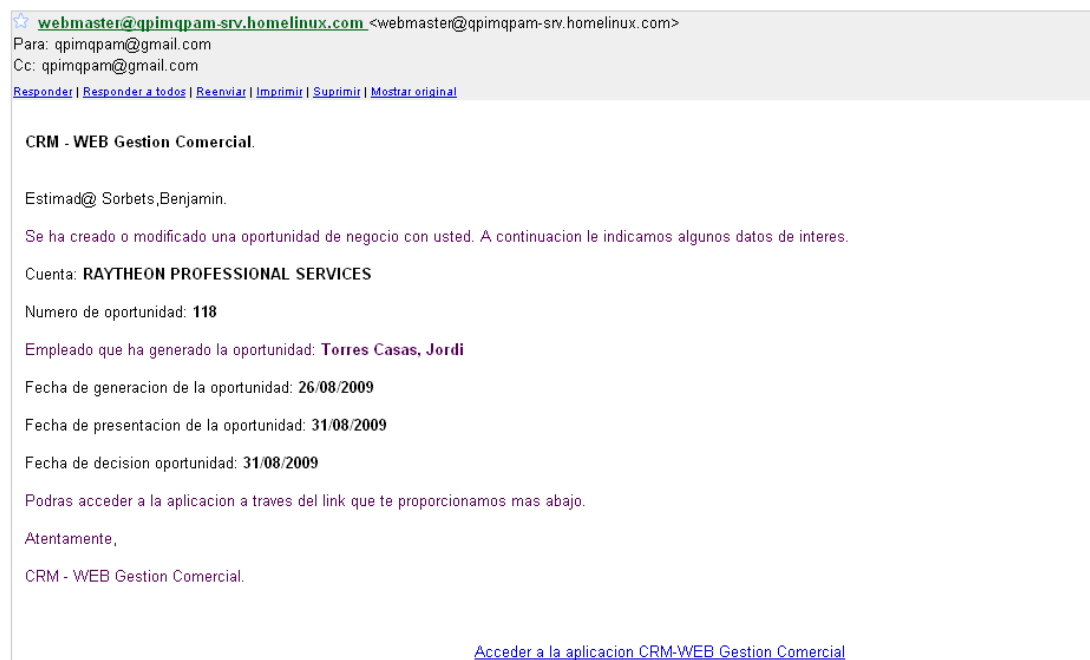 webmaster@qpimqpam-srv.homelinux.com <webmaster@qpimqpam-srv.homelinux.com>
Para: qpimqpam@gmail.com
Cc: qpimqpam@gmail.com
Responder | Responder a todos | Reenviar | Imprimir | Suprimir | Mostrar original
CRM - WEB Gestion Comercial.
Estimad@ Sorbets,Benjamin.
Se ha creado o modificado una oportunidad de negocio con usted. A continuacion le indicamos algunos datos de interes.
Cuenta: RAYTHEON PROFESSIONAL SERVICES
Numero de oportunidad: 118
Empleado que ha generado la oportunidad: Torres Casas, Jordi
Fecha de generacion de la oportunidad: 26/08/2009
Fecha de presentacion de la oportunidad: 31/08/2009
Fecha de decision oportunidad: 31/08/2009
Podras acceder a la aplicacion a traves del link que te proporcionamos mas abajo.
Atentamente,
CRM - WEB Gestion Comercial.
Acceder a la aplicacion CRM-WEB Gestion Comercial